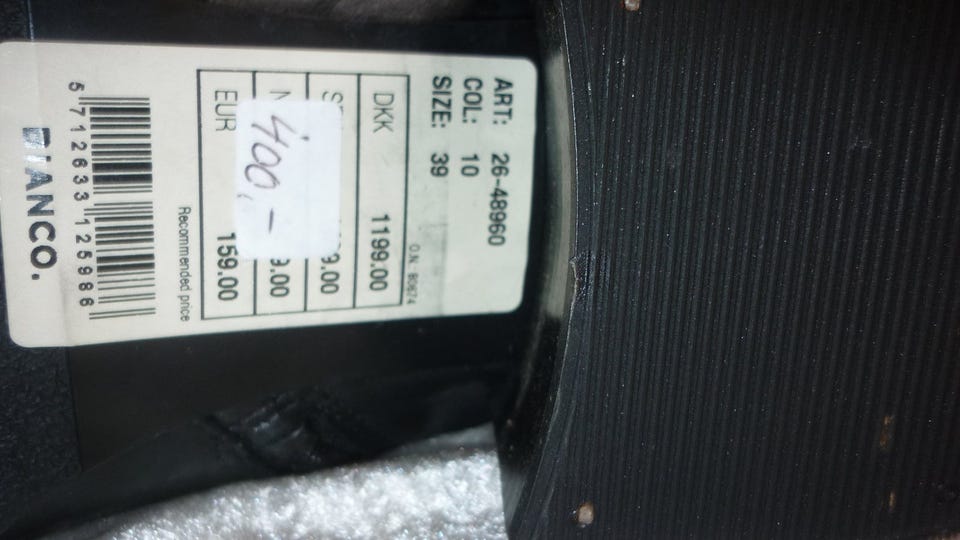 ART: 26-48960
COL: 10
SIZE: 39
O.N. 80674
DKK 1199.00
9.00
400,-
9.00
EUR 159.00
Recommended price
5 712633 125986
BIANCO.